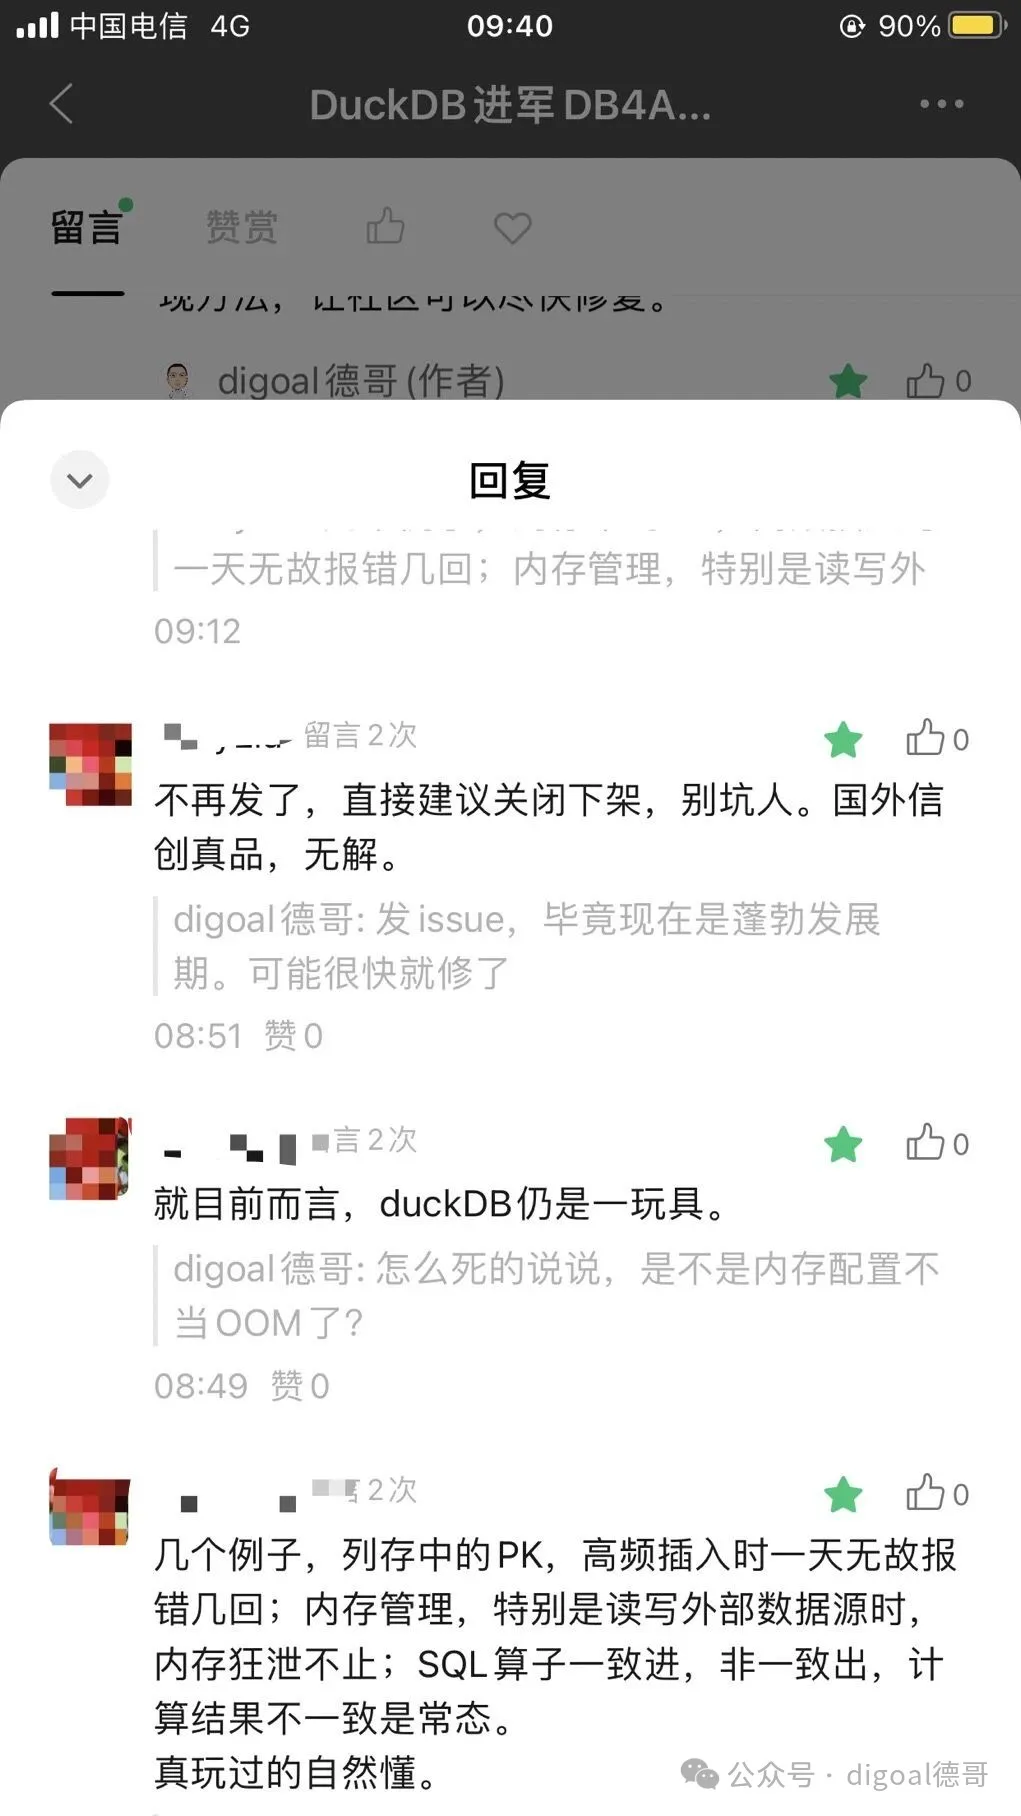 中国电信 4G 09:40 90%
DuckDB进军DB4A...
留言 赞赏
现方法，让社区可以尽快修复。
digoal德哥(作者) 0
回复
一天无故报错几回；内存管理，特别是读写外
09:12
留言2次 0
不再发了，直接建议关闭下架，别坑人。国外信
创真品，无解。
digoal德哥: 发issue，毕竟现在是蓬勃发展
期。可能很快就修了
08:51 赞0
言2次 0
就目前而言，duckDB仍是一玩具。
digoal德哥: 怎么死的说说，是不是内存配置不
当OOM了?
08:49 赞0
2次 0
几个例子，列存中的PK，高频插入时一天无故报
错几回；内存管理，特别是读写外部数据源时，
内存狂泄不止；SQL算子一致进，非一致出，计
算结果不一致是常态。
真玩过的自然懂。
公众号 · digoal德哥